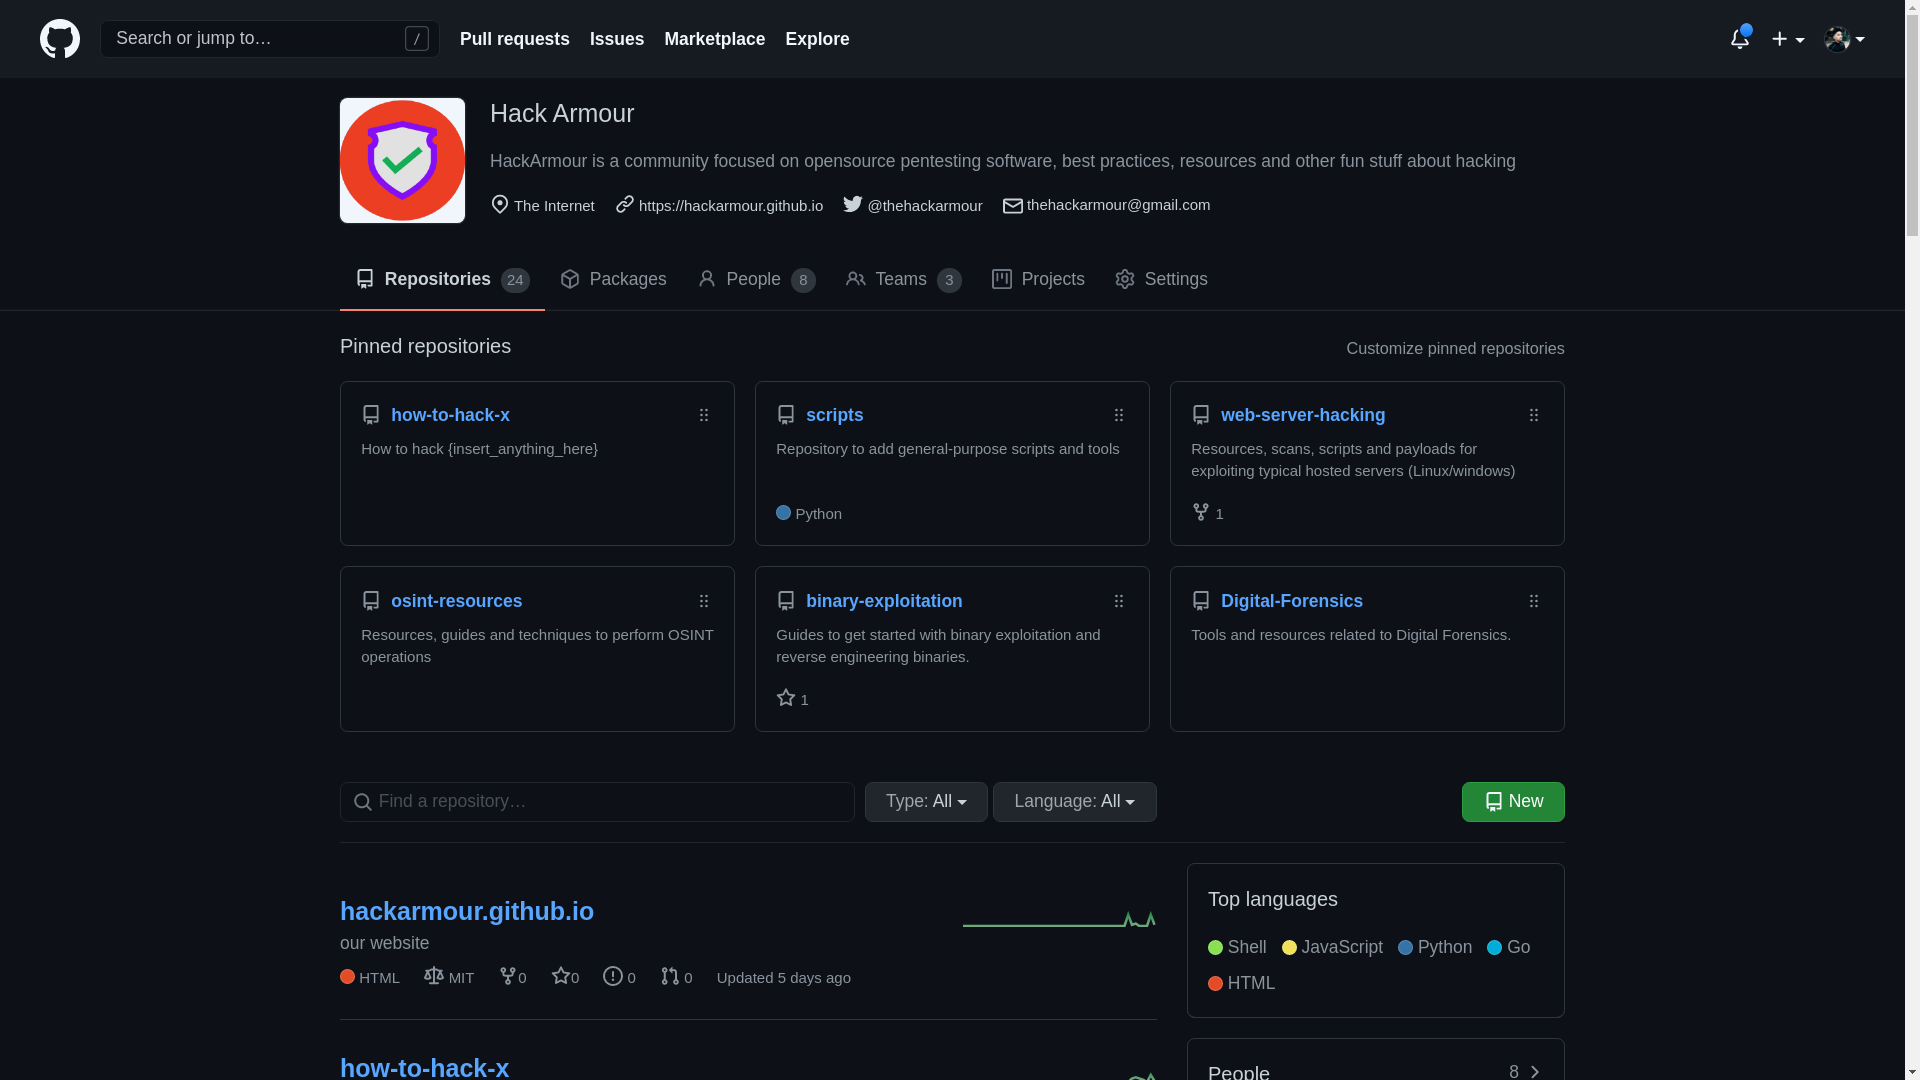 Search or jump to…
/
Pull requests
Issues
Marketplace
Explore
Hack Armour
HackArmour is a community focused on opensource pentesting software, best practices, resources and other fun stuff about hacking
The Internet
https://hackarmour.github.io
@thehackarmour
thehackarmour@gmail.com
Repositories 24
Packages
People 8
Teams 3
Projects
Settings
Pinned repositories
Customize pinned repositories
how-to-hack-x
How to hack {insert_anything_here}
scripts
Repository to add general-purpose scripts and tools
Python
web-server-hacking
Resources, scans, scripts and payloads for
exploiting typical hosted servers (Linux/windows)
1
osint-resources
Resources, guides and techniques to perform OSINT
operations
binary-exploitation
Guides to get started with binary exploitation and
reverse engineering binaries.
1
Digital-Forensics
Tools and resources related to Digital Forensics.
Find a repository…
Type: All
Language: All
New
hackarmour.github.io
our website
HTML MIT 0 0 0 0 Updated 5 days ago
how-to-hack-x
Top languages
Shell JavaScript Python Go
HTML
People 8